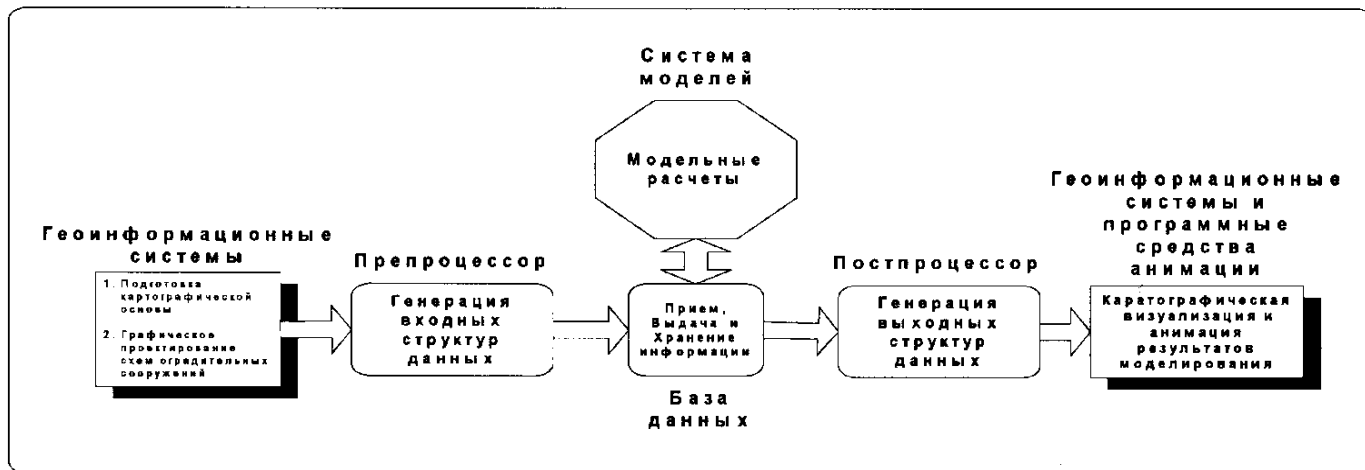 Система
моделей
Модельные
расчеты
Геоинформационные
системы
1. Подготовка
картографической
основы
2. Графическое
проектирование
схем оградительных
сооружений
Препроцессор
Генерация
входных
структур
данных
Прием,
Выдача и
Хранение
информации
База
данных
Постпроцессор
Генерация
выходных
структур
данных
Геоинформационные
системы и
программные
средства
анимации
Каратографическая
визуализация и
анимация
результатов
моделирования